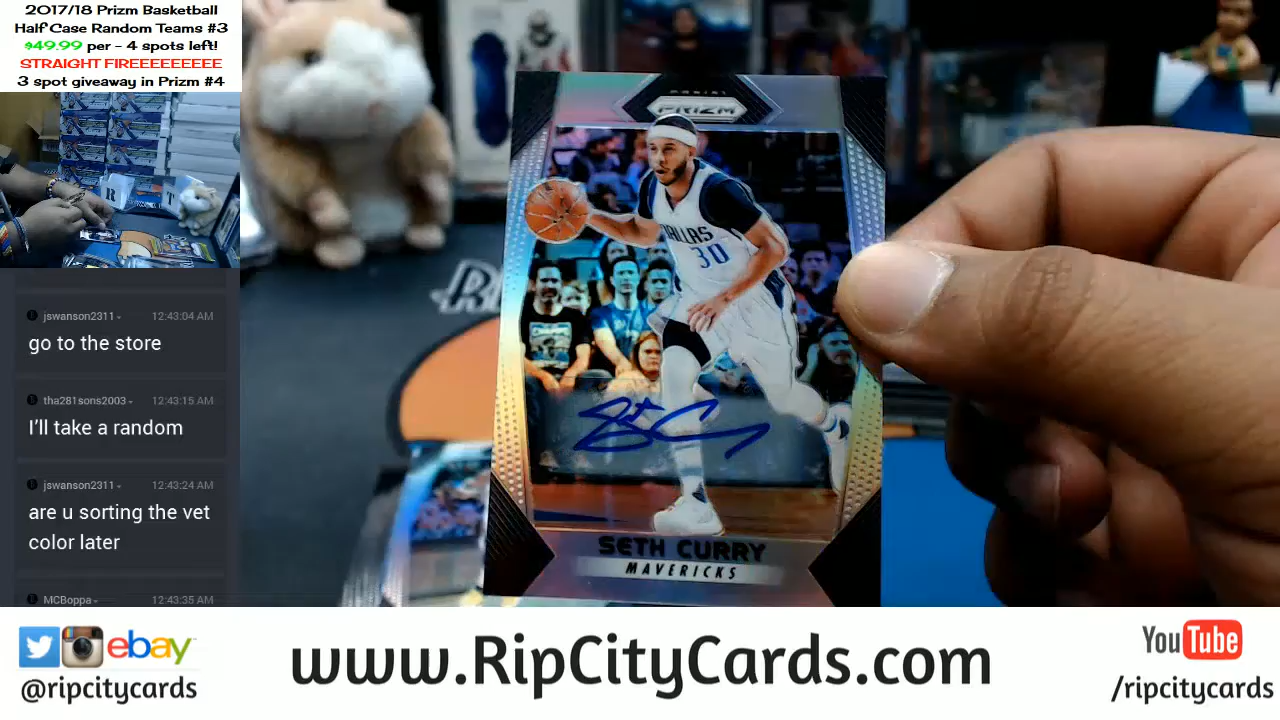 2017/18 Prizm Basketball
Half Case Random Teams #3
$49.99 per - 4 spots left!
STRAIGHT FIREEEEEEEEE
3 spot giveaway in Prizm #4
jswanson2311
12:43:04 AM
go to the store
tha281sons2003
12:43:15 AM
I'll take a random
jswanson2311
12:43:24 AM
are u sorting the vet
color later
MCBoppa
12:43:35 AM
PANINI
PRIZM
DALLAS
30
SETH CURRY
MAVERICKS
ebay
@ripcitycards
www.RipCityCards.com
YouTube
/ripcitycards